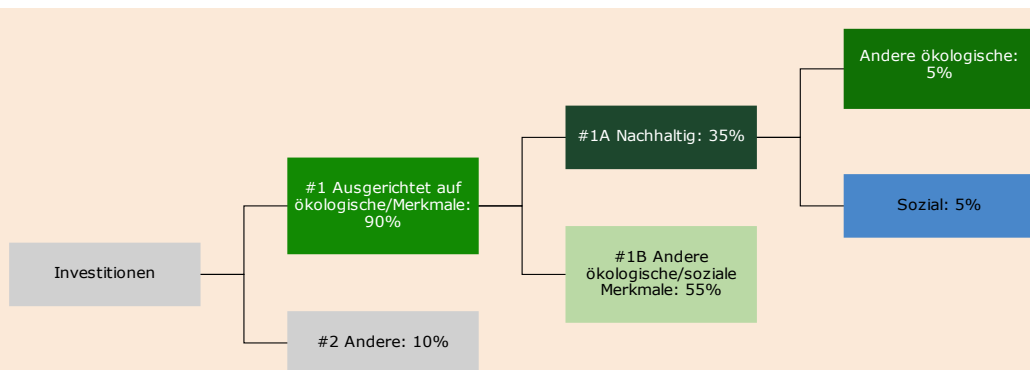 Investitionen
#1 Ausgerichtet auf
ökologische/Merkmale:
90%
#2 Andere: 10%
#1A Nachhaltig: 35%
#1B Andere
ökologische/soziale
Merkmale: 55%
Andere ökologische:
5%
Sozial: 5%